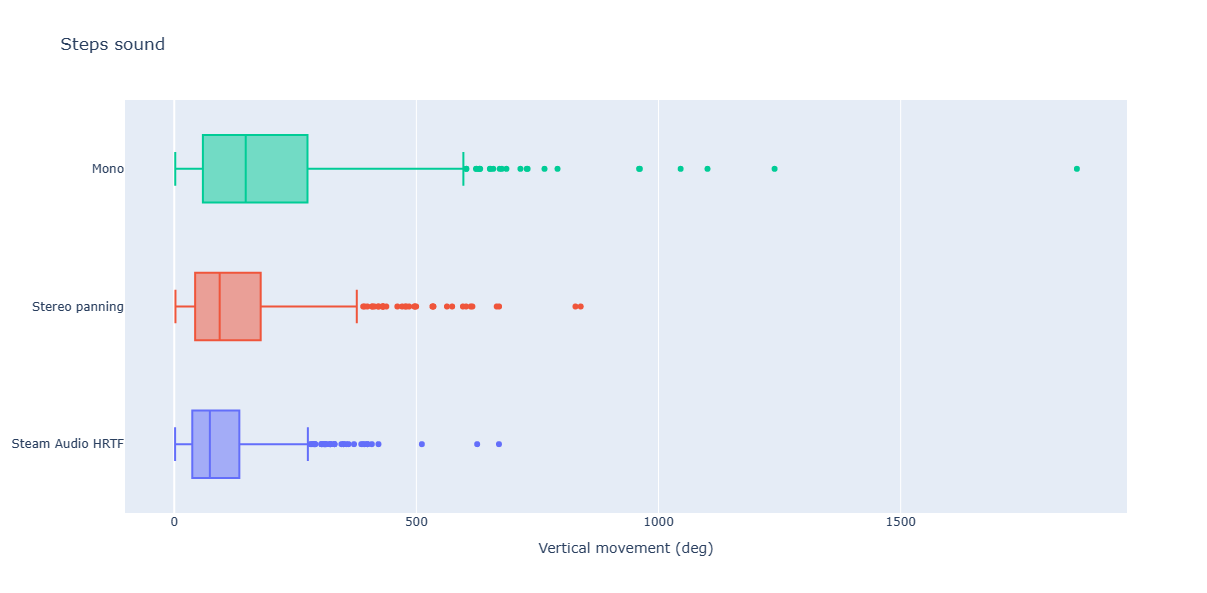 Steps sound
Mono
Stereo panning
Steam Audio HRTF
0 500 1000 1500
Vertical movement (deg)